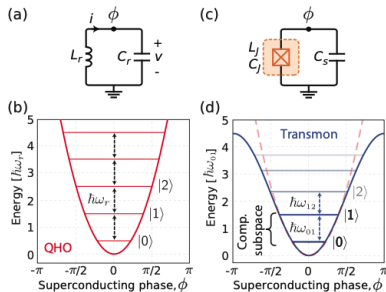 (a)
i
ϕ
L_r
C_r
+
v
-
(b)
Energy [ħω_r]
5
4
3
2
1
0
ħω_r
ħω_r
|2⟩
|1⟩
|0⟩
QHO
-π
-π/2
0
π/2
π
Superconducting phase, ϕ
(c)
ϕ
L_J
C_J
C_s
(d)
Energy [ħω_01]
5
4
3
2
1
0
Transmon
|2⟩
ħω_12
|1⟩
ħω_01
|0⟩
Comp.
subspace
-π
-π/2
0
π/2
π
Superconducting phase, ϕ